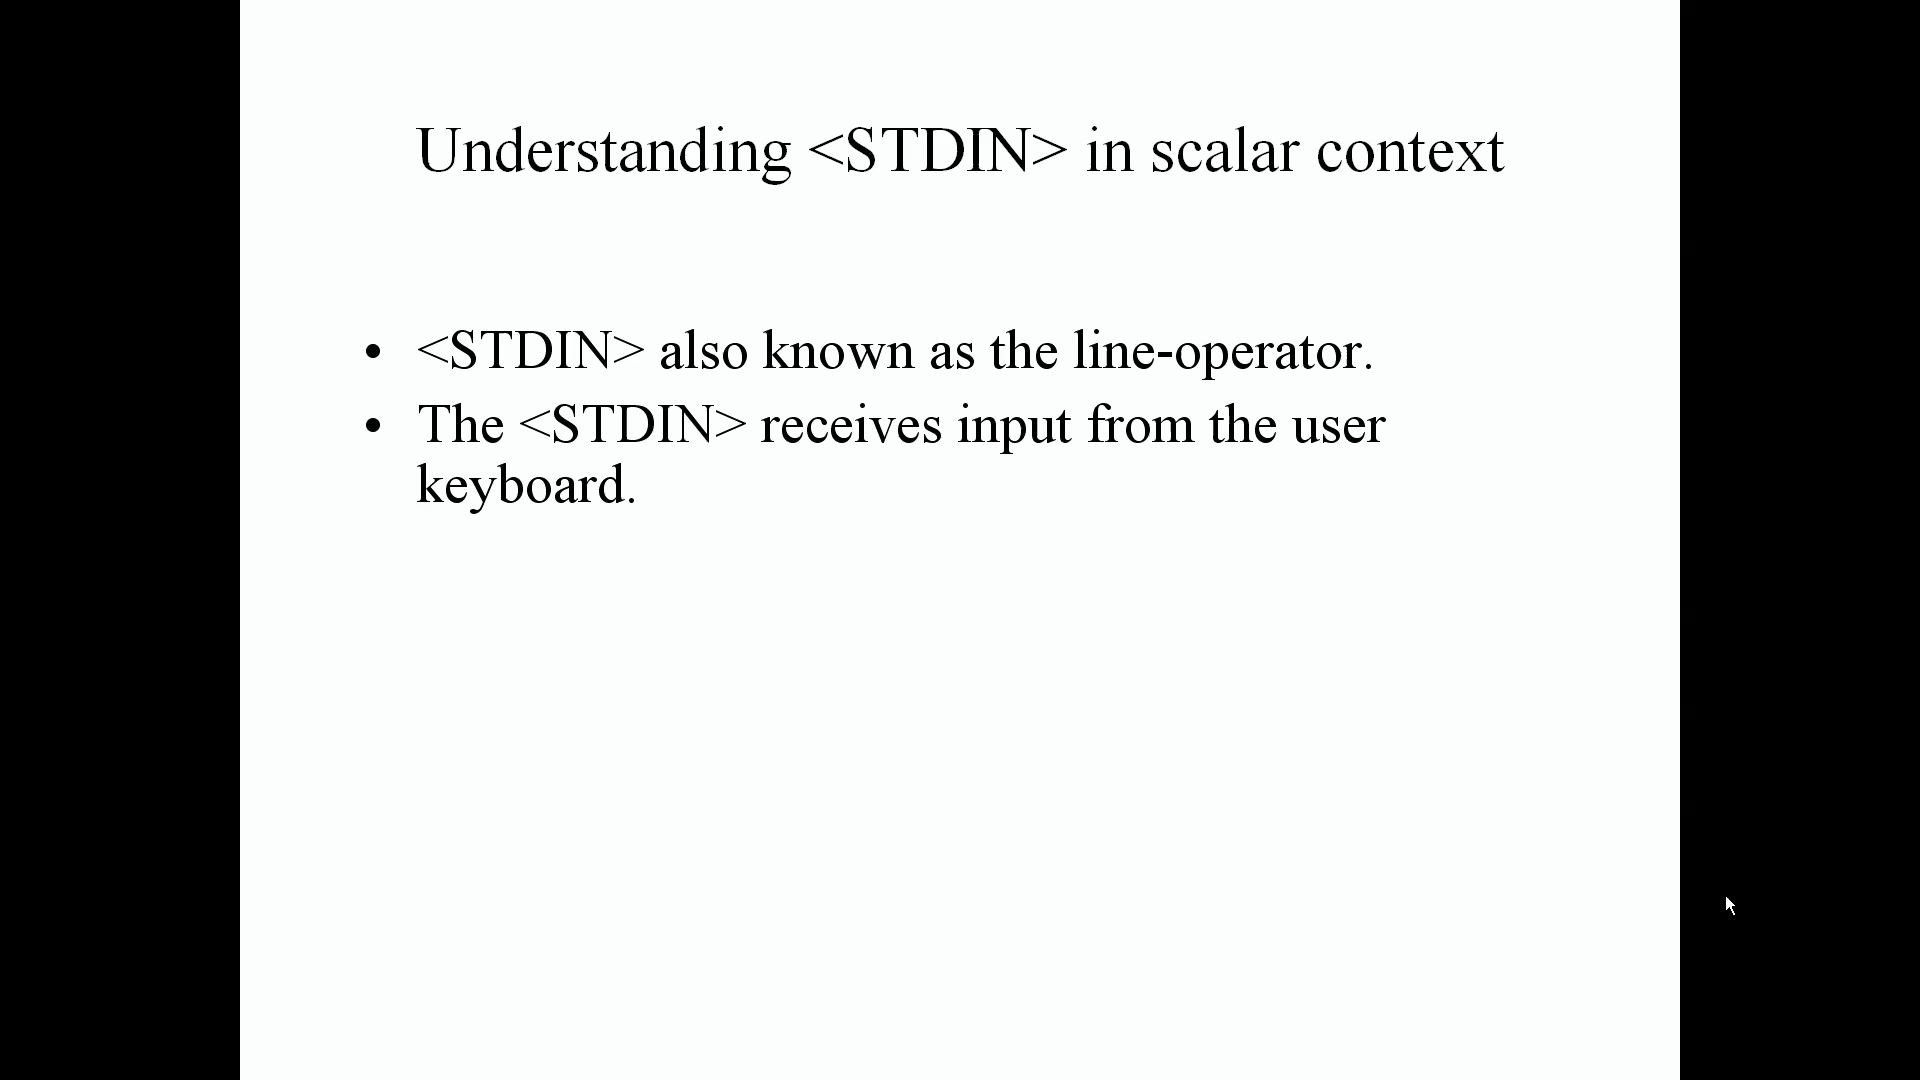 Understanding <STDIN> in scalar context
• <STDIN> also known as the line-operator.
• The <STDIN> receives input from the user
keyboard.